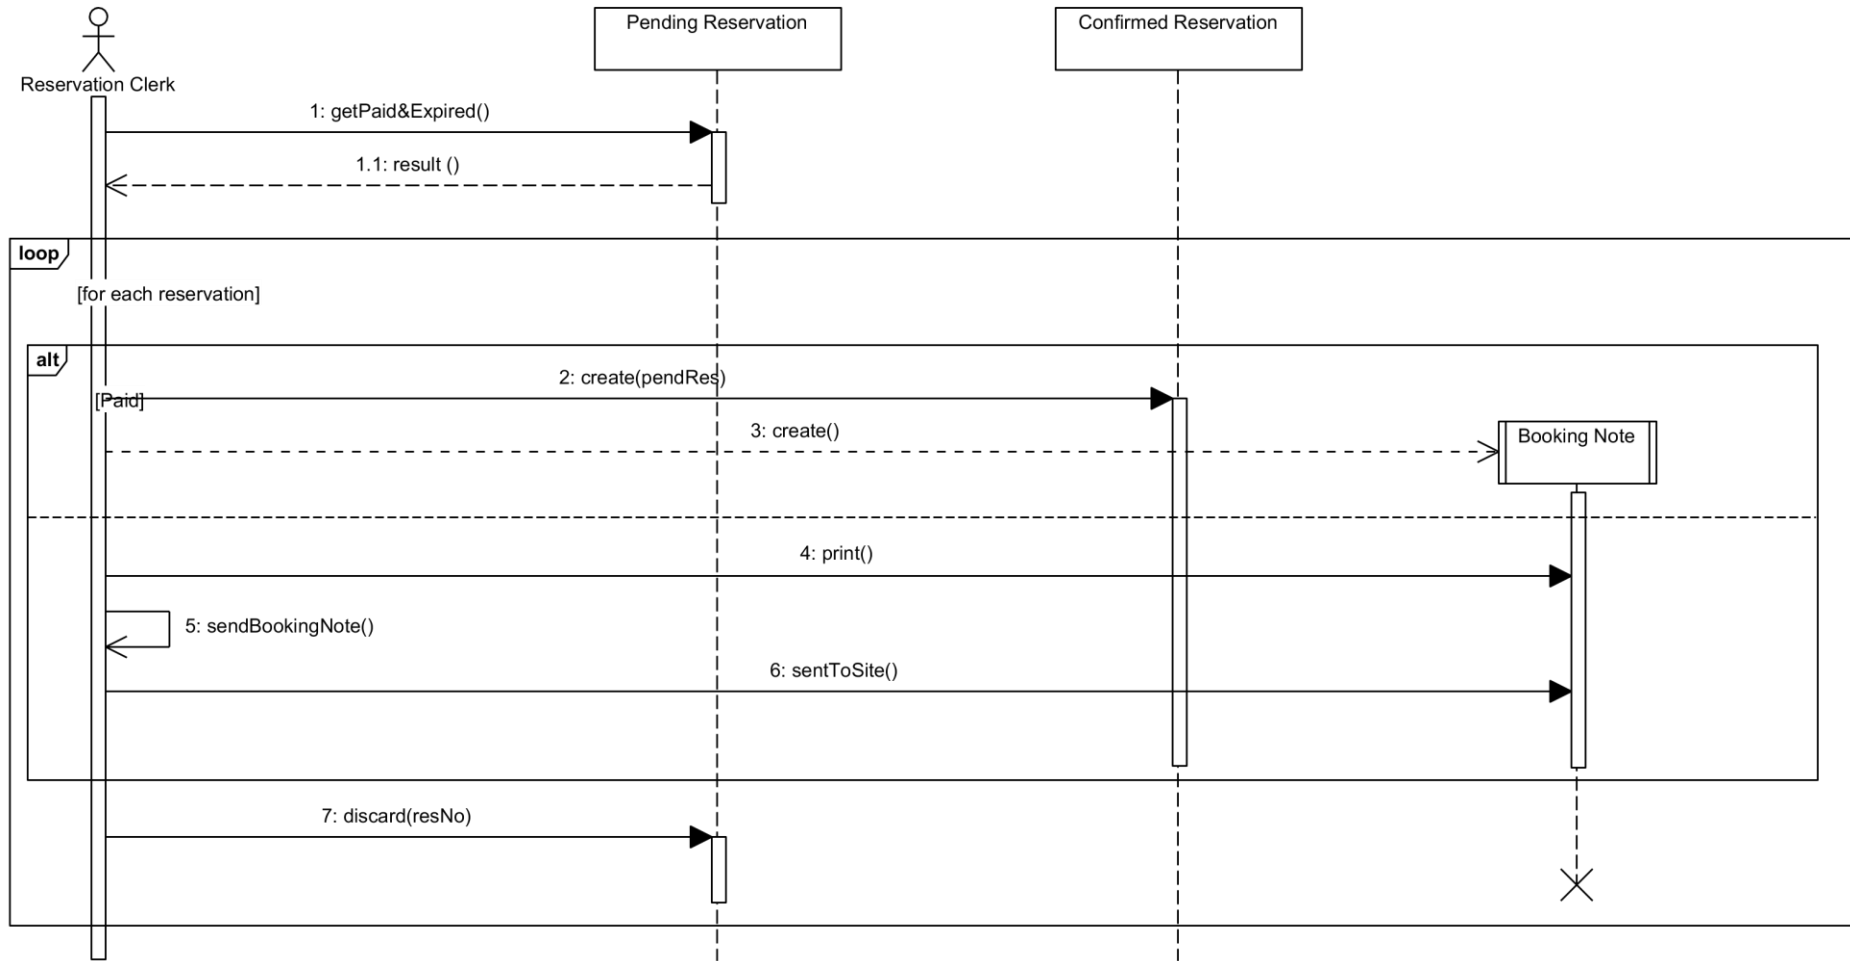 Pending Reservation
Confirmed Reservation
Reservation Clerk
1: getPaid&Expired()
1.1: result ()
loop
[for each reservation]
alt
2: create(pendRes)
[Paid]
3: create()
Booking Note
4: print()
5: sendBookingNote()
6: sentToSite()
7: discard(resNo)